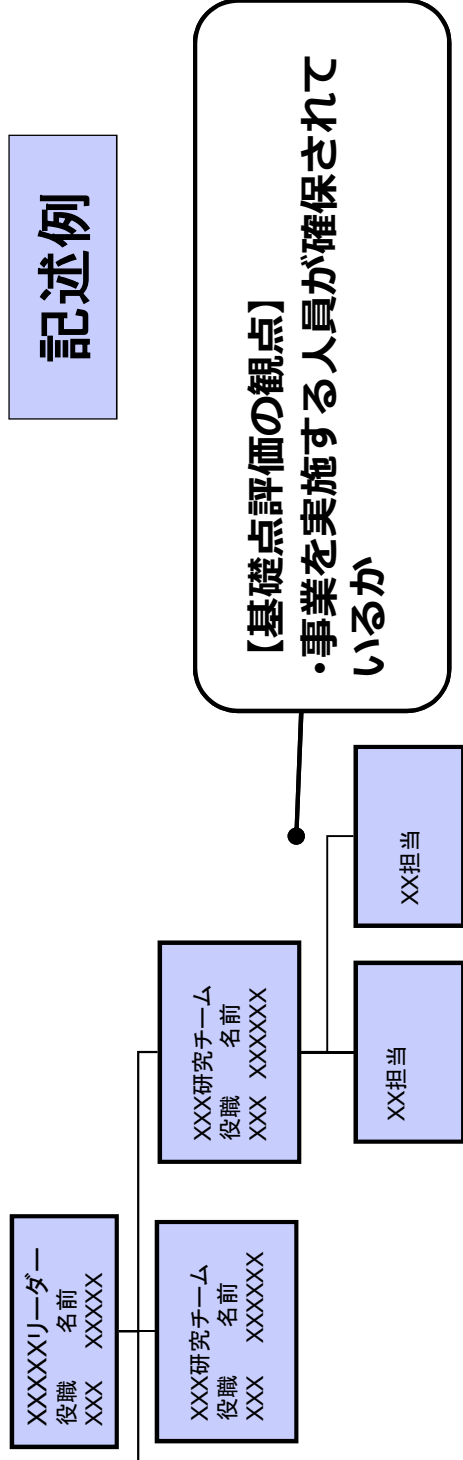 記述例
【基礎点評価の観点】
・事業を実施する人員が確保されて
いるか
XXXXXリーダー
役職　　名前
XXX　XXXXX
XXX研究チーム
役職　　名前
XXX　XXXXXX
XXX研究チーム
役職　　名前
XXX　XXXXXX
XX担当
XX担当